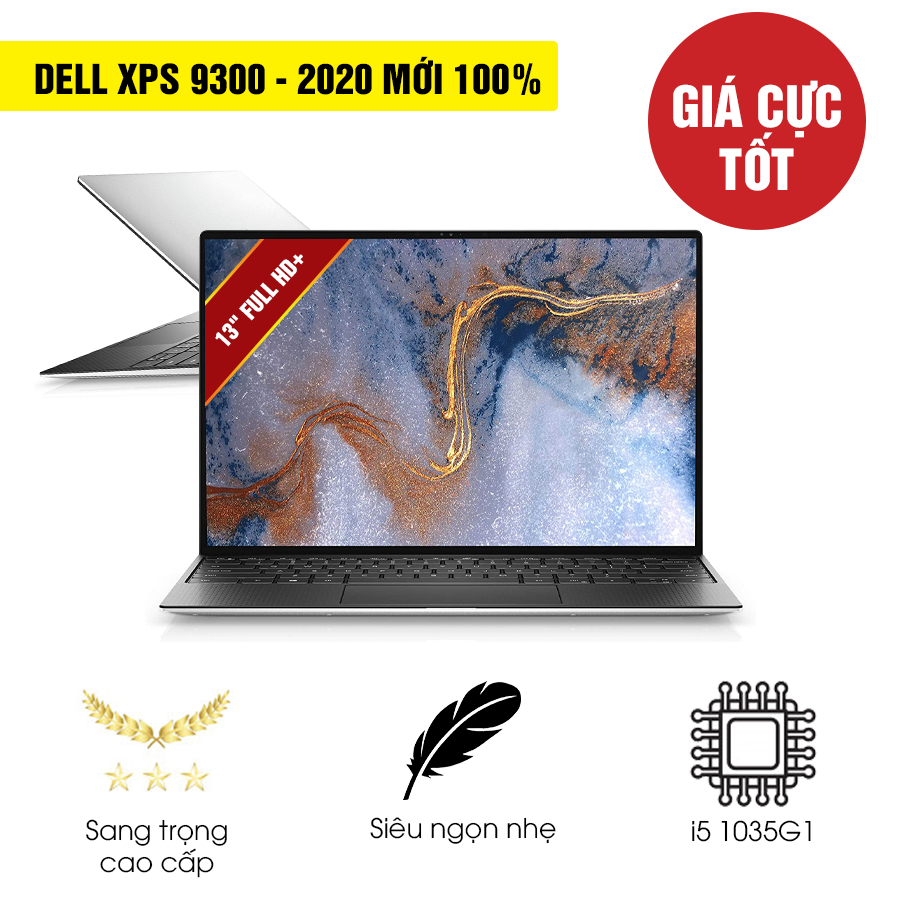 DELL XPS 9300 - 2020 MỚI 100%
GIÁ CỰC
TỐT
13" FULL HD+
Sang trọng
cao cấp
Siêu ngọn nhẹ
i5 1035G1